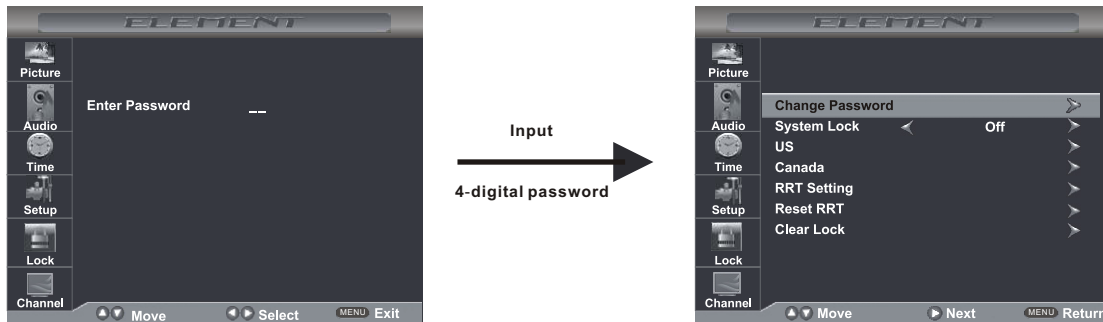 ELEMENT
Picture
Enter Password _ _
Audio
Time
Setup
Lock
Channel
Move Select MENU Exit
Input
4-digital password
ELEMENT
Picture
Change Password
Audio
System Lock Off
US
Time
Canada
RRT Setting
Setup
Reset RRT
Clear Lock
Lock
Channel
Move Next MENU Return